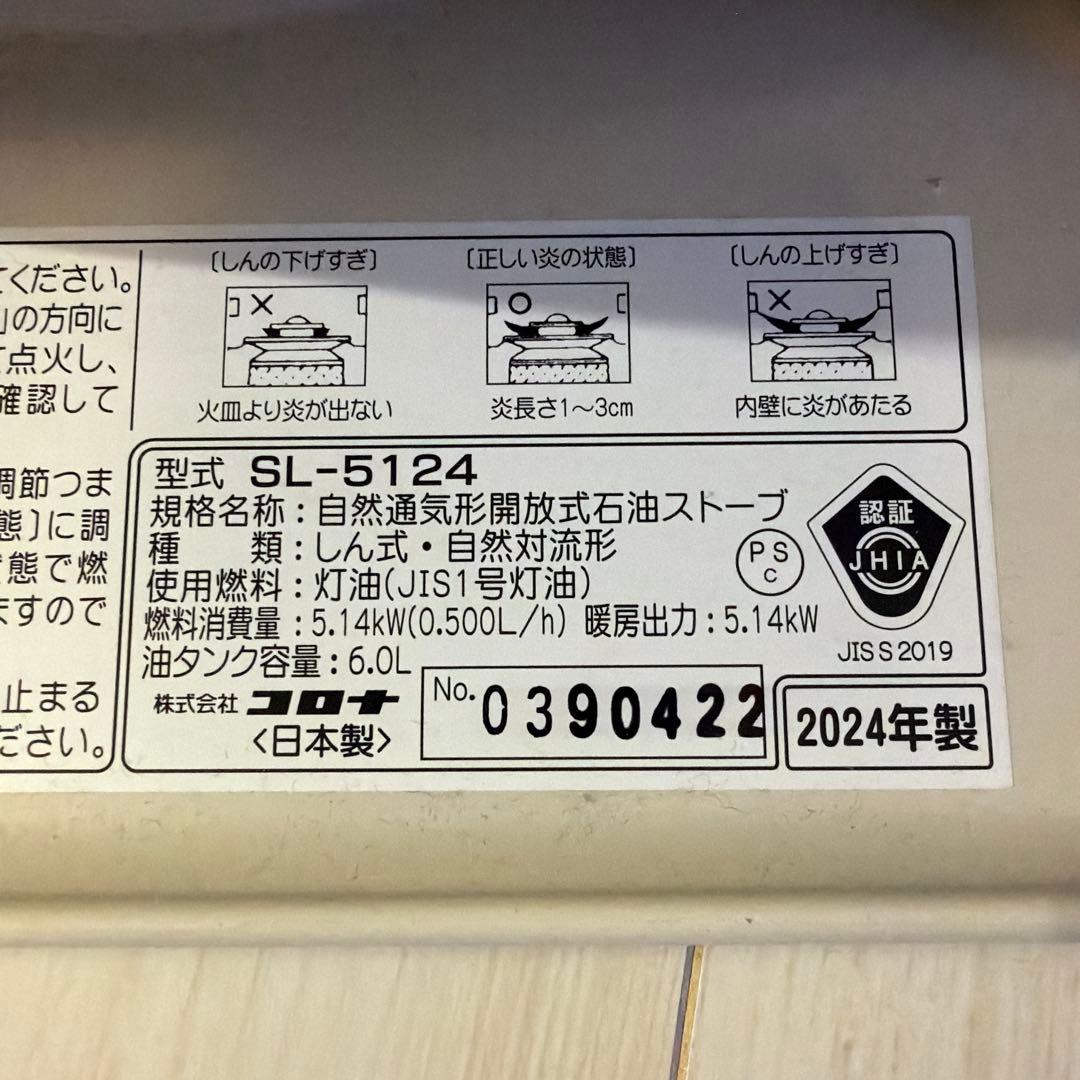 てください。
の方向に
点火し、
確認して
調節つま
態〕に調
態で燃
ますので
止まる
ださい。
〔しんの下げすぎ〕
火皿より炎が出ない
〔正しい炎の状態〕
炎長さ1〜3cm
〔しんの上げすぎ〕
内壁に炎があたる
型式 SL-5124
規格名称：自然通気形開放式石油ストーブ
種　　類：しん式・自然対流形
使用燃料：灯油(JIS1号灯油)
燃料消費量：5.14kW(0.500L/h) 暖房出力：5.14kW
油タンク容量：6.0L
株式会社 コロナ
<日本製>
No. 0390422
PS
C
認証
JHIA
JIS S 2019
2024年製